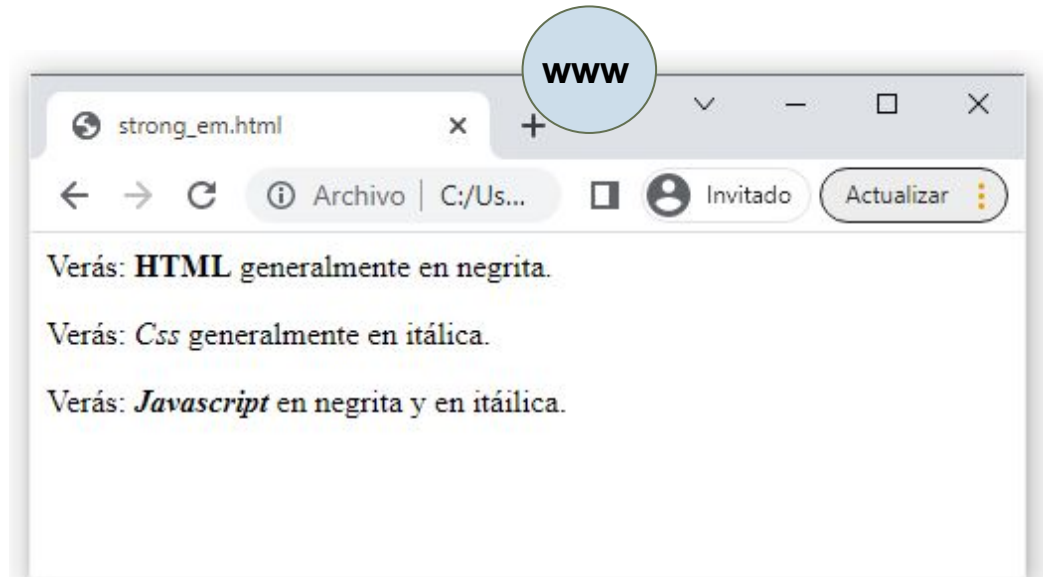 www
strong_em.html
Archivo | C:/Us... Invitado Actualizar
Verás: HTML generalmente en negrita.
Verás: Css generalmente en itálica.
Verás: Javascript en negrita y en itáilica.